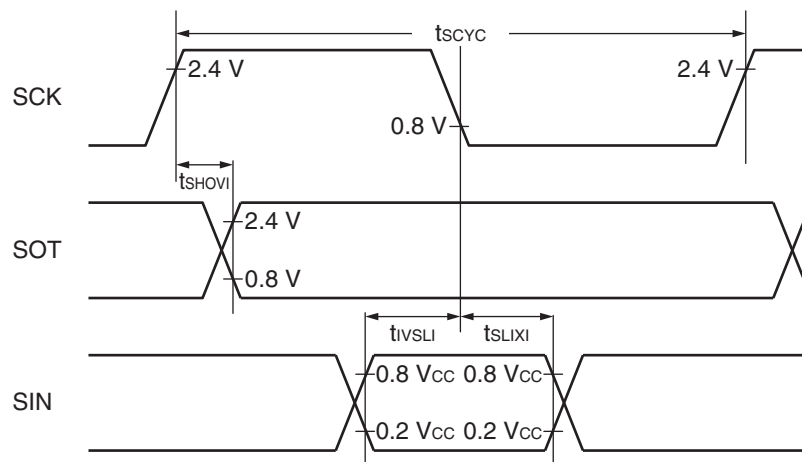 tSCYC
SCK
2.4 V
2.4 V
0.8 V
tSHOVI
SOT
2.4 V
0.8 V
tIVSLI
tSLIXI
SIN
0.8 VCC
0.8 VCC
0.2 VCC
0.2 VCC